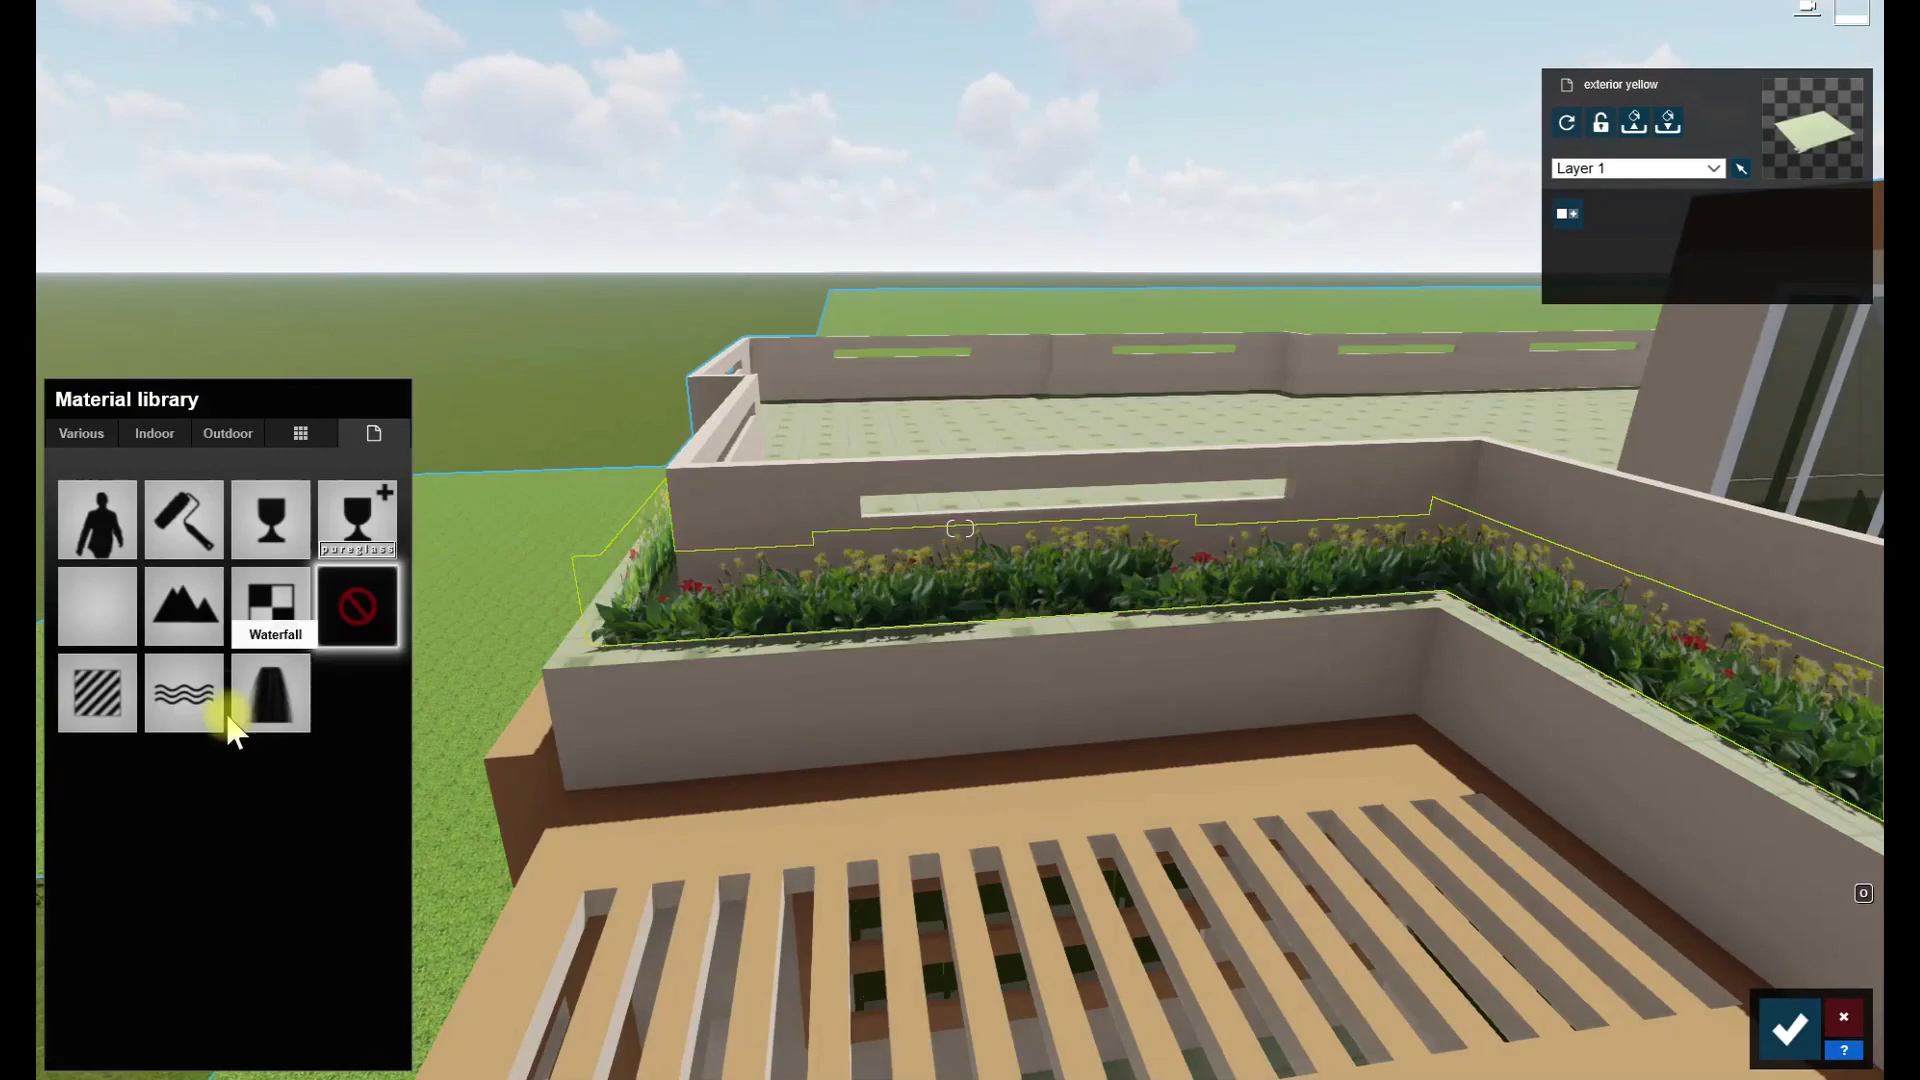 exterior yellow
Layer 1
Material library
Various Indoor Outdoor
pureglass
Waterfall
O
?